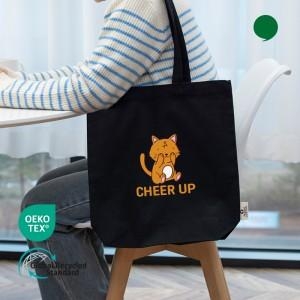 CHEER UP
OEKO
TEX®
Global Recycled
Standard